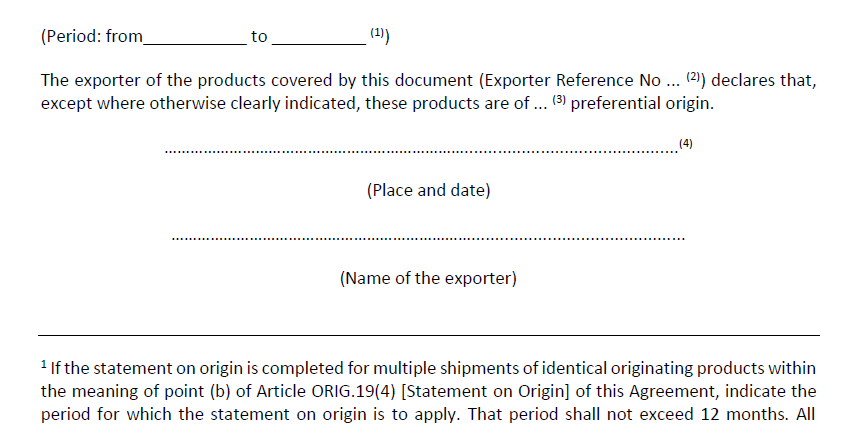 (Period: from____________ to ___________ (1))
The exporter of the products covered by this document (Exporter Reference No ... (2)) declares that,
except where otherwise clearly indicated, these products are of ... (3) preferential origin.
........................................................................................................................(4)
(Place and date)
........................................................................................................................
(Name of the exporter)
1 If the statement on origin is completed for multiple shipments of identical originating products within
the meaning of point (b) of Article ORIG.19(4) [Statement on Origin] of this Agreement, indicate the
period for which the statement on origin is to apply. That period shall not exceed 12 months. All